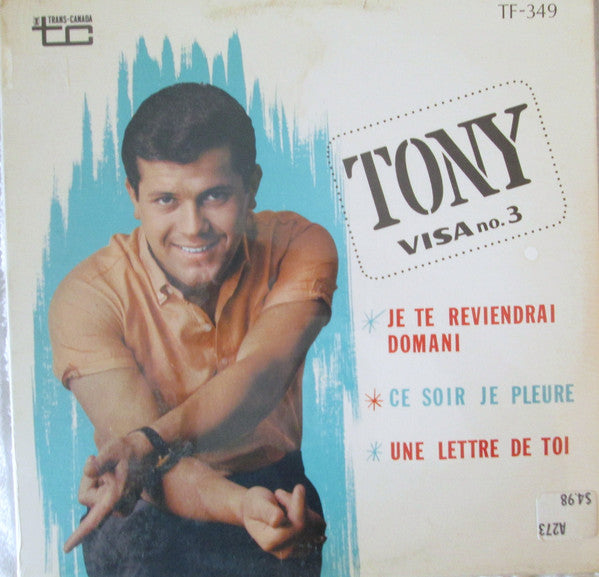 TRANS-CANADA
tc
TF-349
TONY
VISA no. 3
JE TE REVIENDRAI
DOMANI
CE SOIR JE PLEURE
UNE LETTRE DE TOI
$4.98
A273